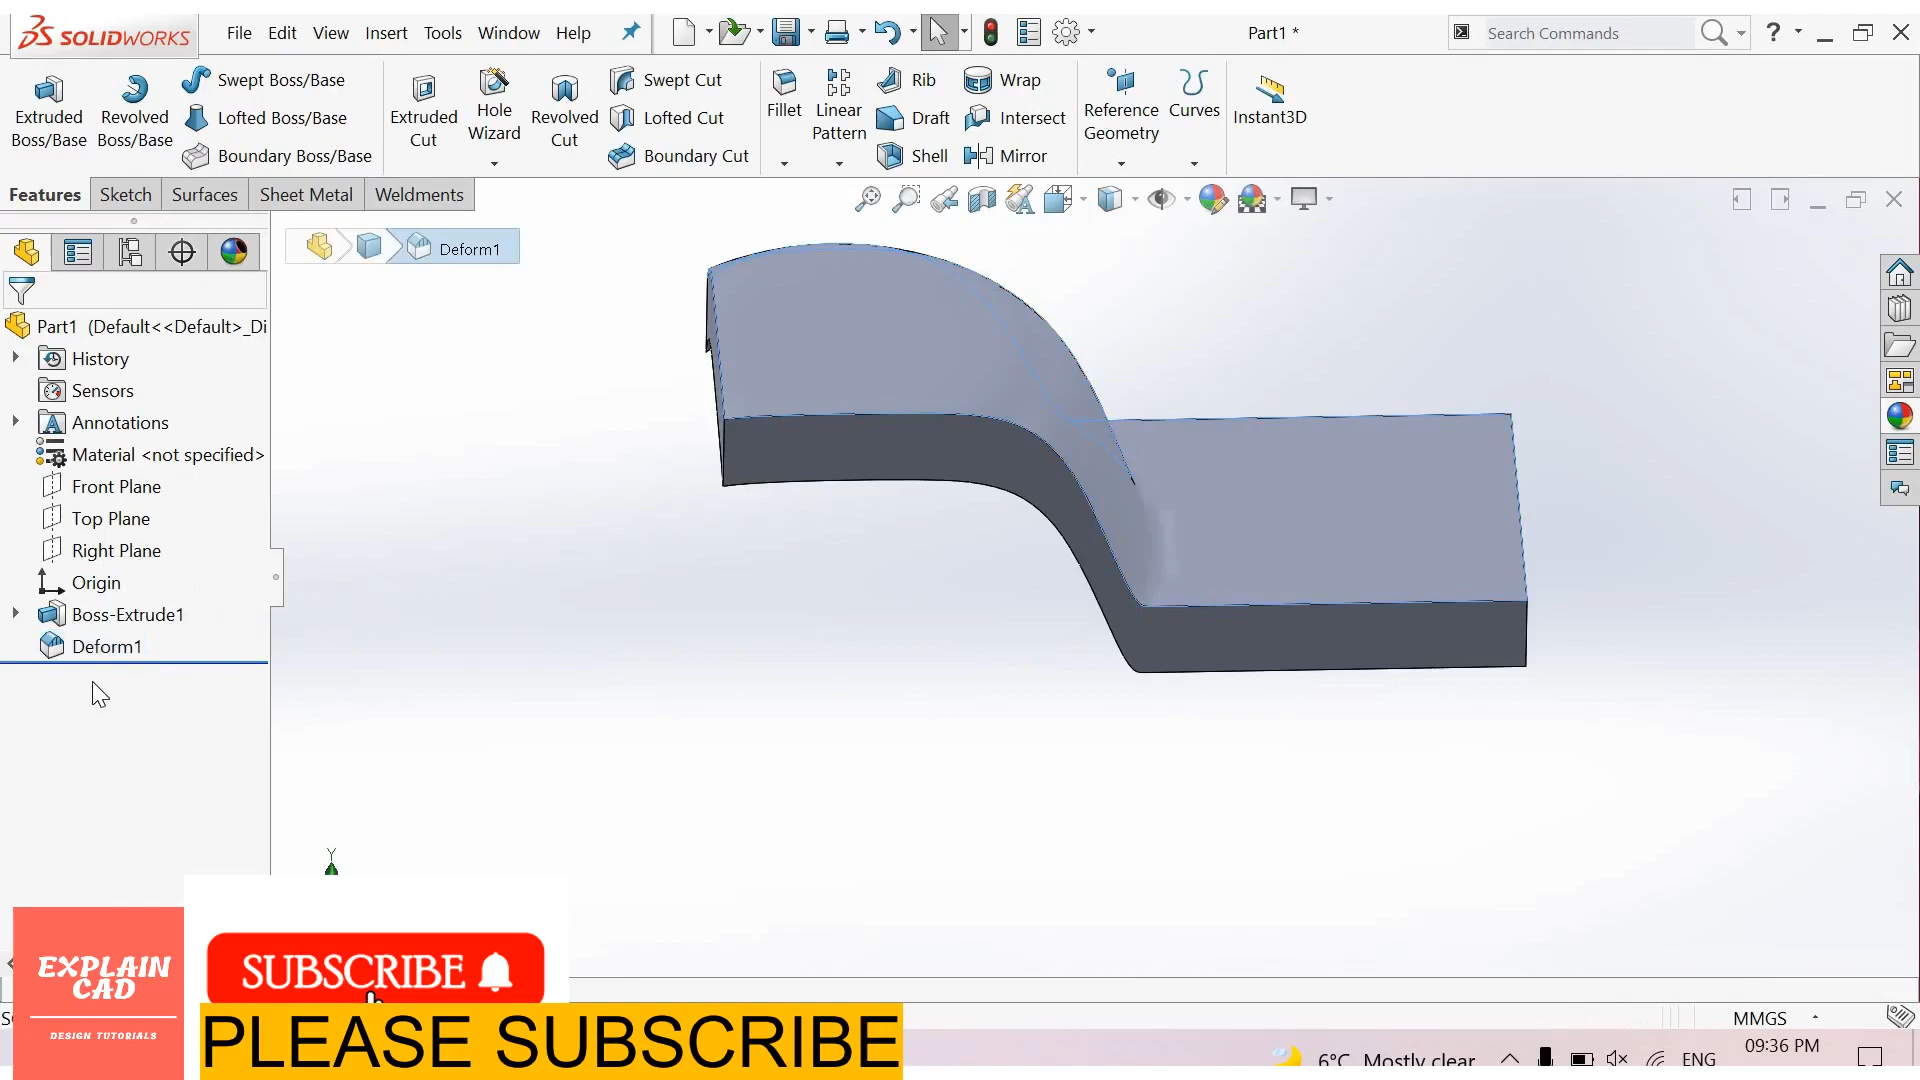 SOLIDWORKS
File Edit View Insert Tools Window Help
Part1 *
Search Commands
?
Extruded Boss/Base
Revolved Boss/Base
Swept Boss/Base
Lofted Boss/Base
Boundary Boss/Base
Extruded Cut
Hole Wizard
Revolved Cut
Swept Cut
Lofted Cut
Boundary Cut
Fillet
Linear Pattern
Rib
Draft
Shell
Wrap
Intersect
Mirror
Reference Geometry
Curves
Instant3D
Features Sketch Surfaces Sheet Metal Weldments
Deform1
Part1 (Default<<Default>_Di
History
Sensors
Annotations
Material <not specified>
Front Plane
Top Plane
Right Plane
Origin
Boss-Extrude1
Deform1
Y
EXPLAIN
CAD
DESIGN TUTORIALS
SUBSCRIBE
PLEASE SUBSCRIBE
MMGS
6°C Mostly clear
ENG
09:36 PM